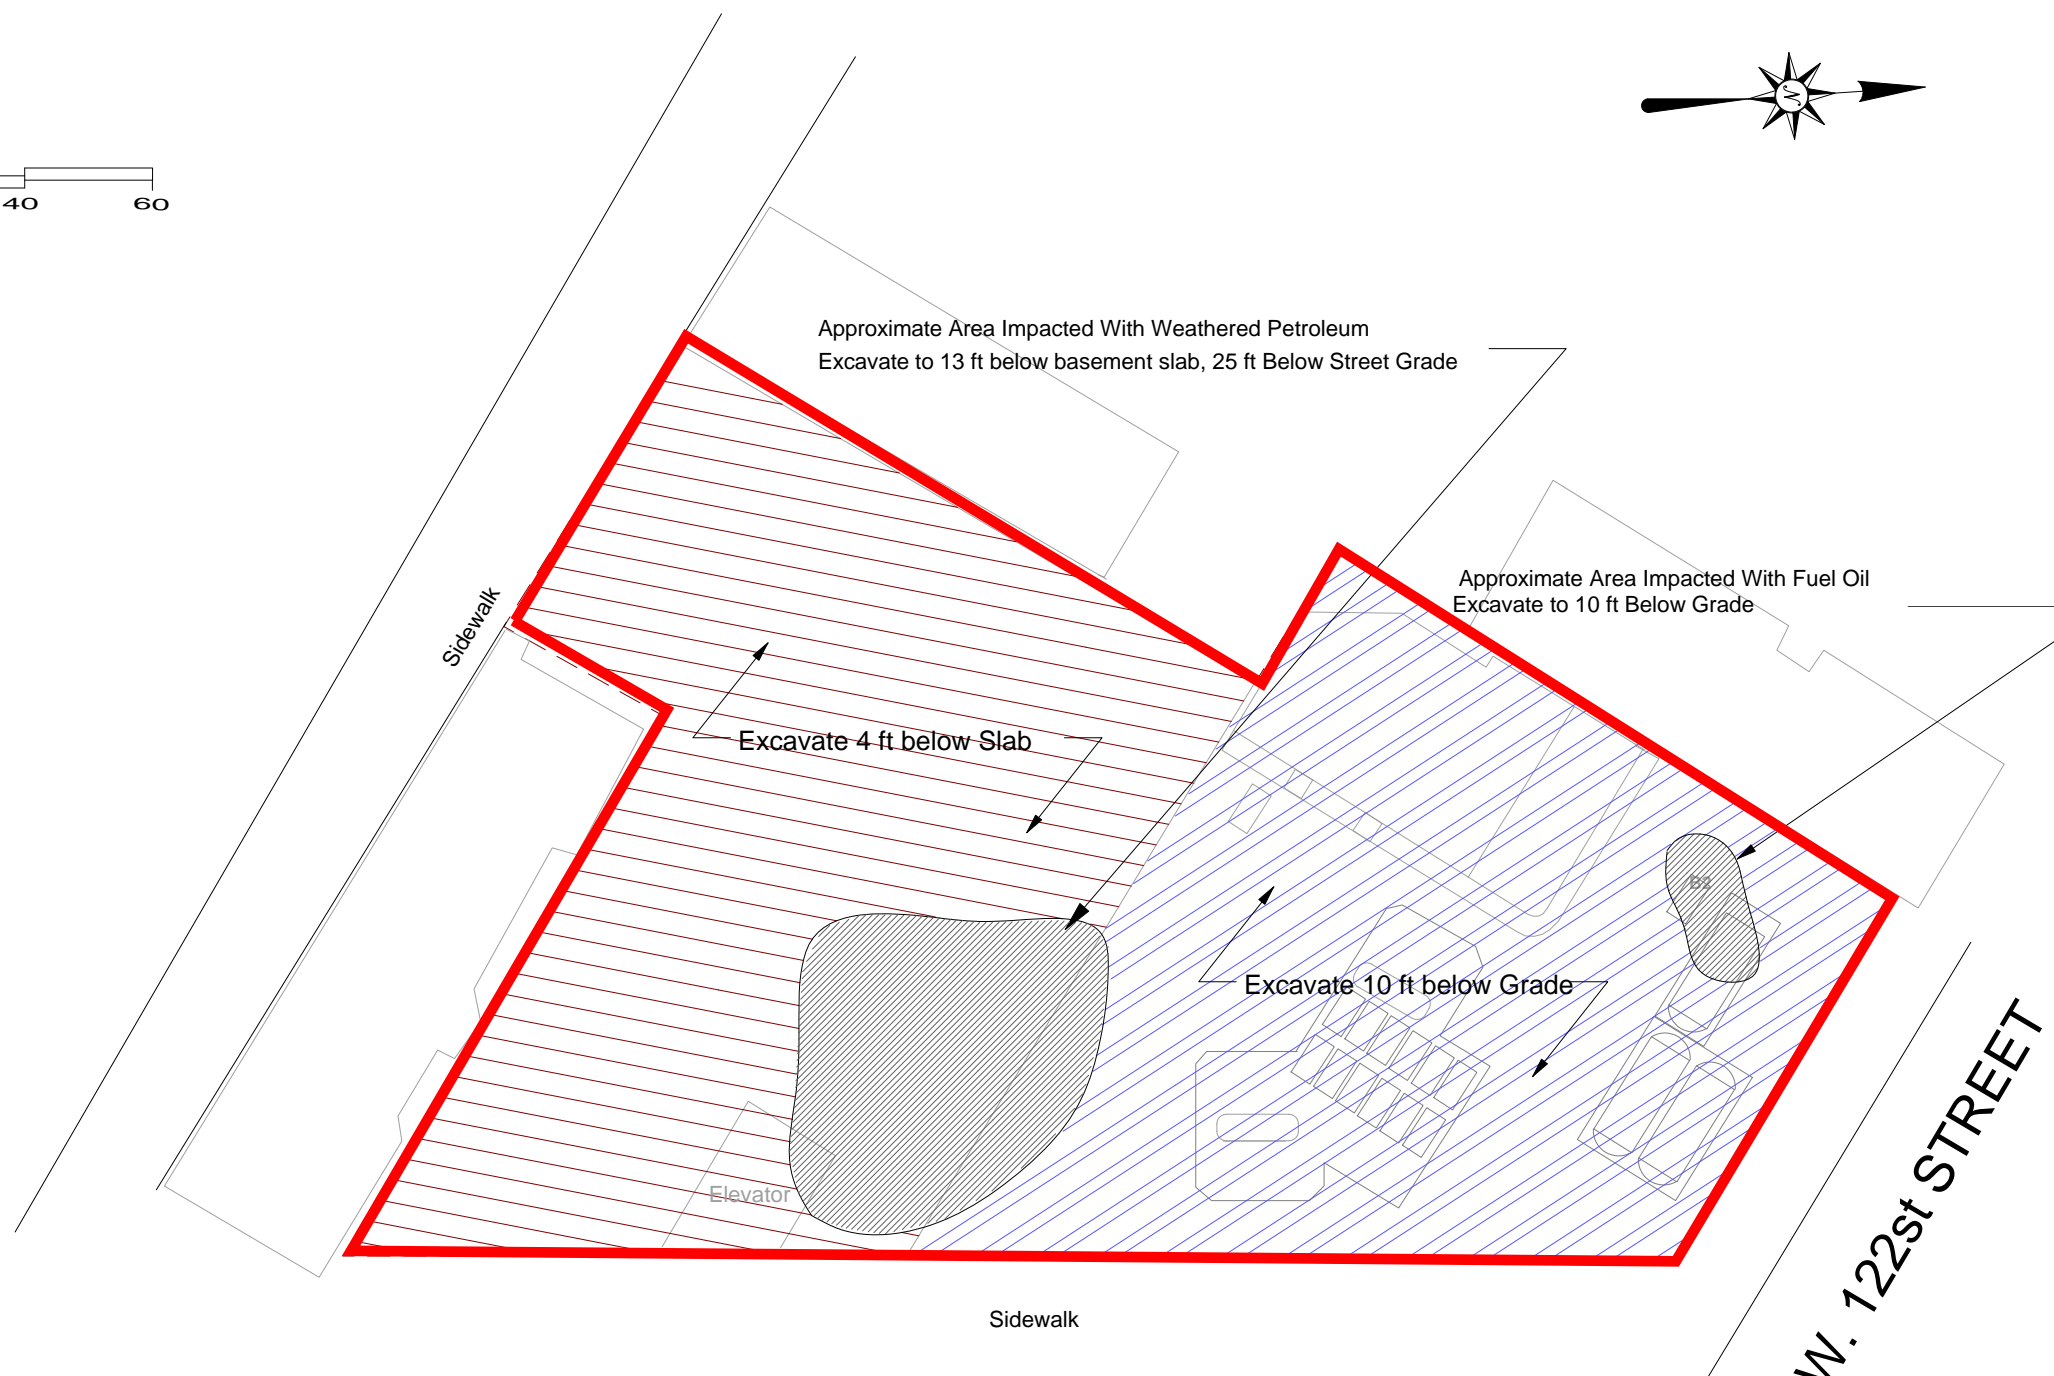 N
40 60
Approximate Area Impacted With Weathered Petroleum
Excavate to 13 ft below basement slab, 25 ft Below Street Grade
Approximate Area Impacted With Fuel Oil
Excavate to 10 ft Below Grade
Sidewalk
Excavate 4 ft below Slab
B2
Excavate 10 ft below Grade
Elevator
W. 122st STREET
Sidewalk